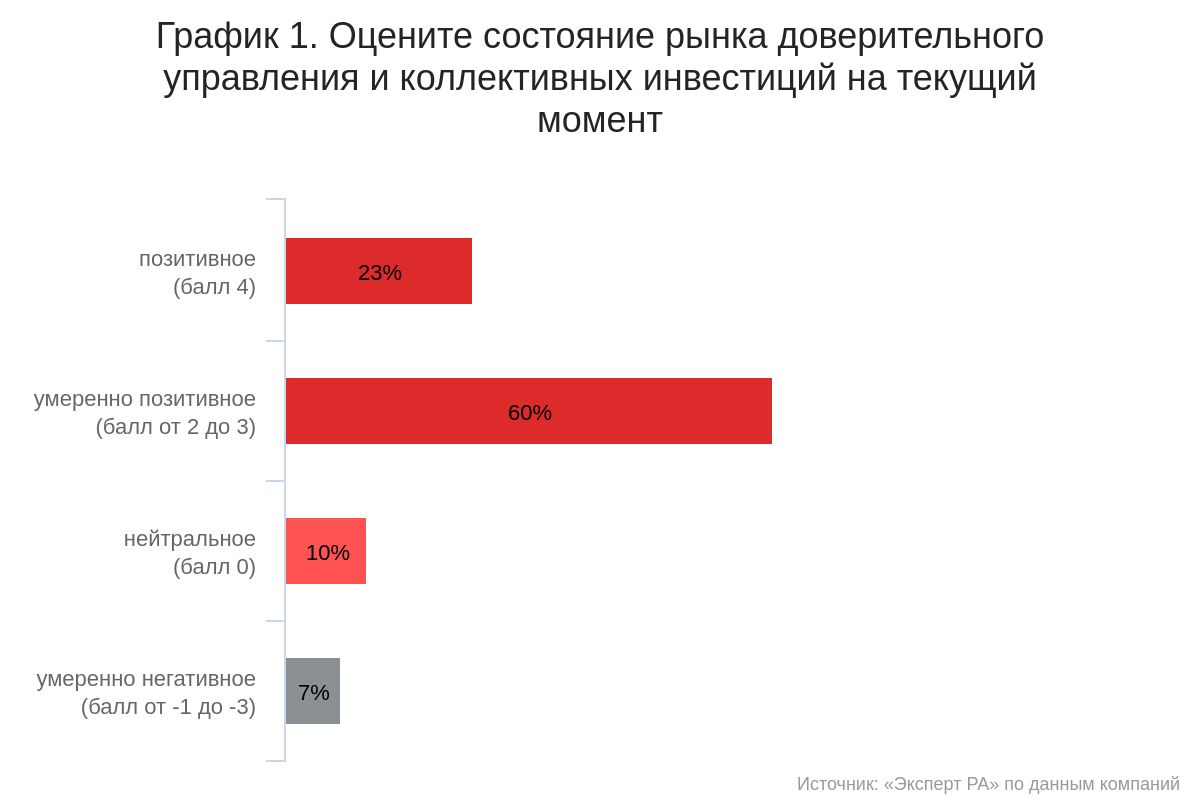 График 1. Оцените состояние рынка доверительного
управления и коллективных инвестиций на текущий
момент
позитивное
(балл 4)
23%
умеренно позитивное
(балл от 2 до 3)
60%
нейтральное
(балл 0)
10%
умеренно негативное
(балл от -1 до -3)
7%
Источник: «Эксперт РА» по данным компаний